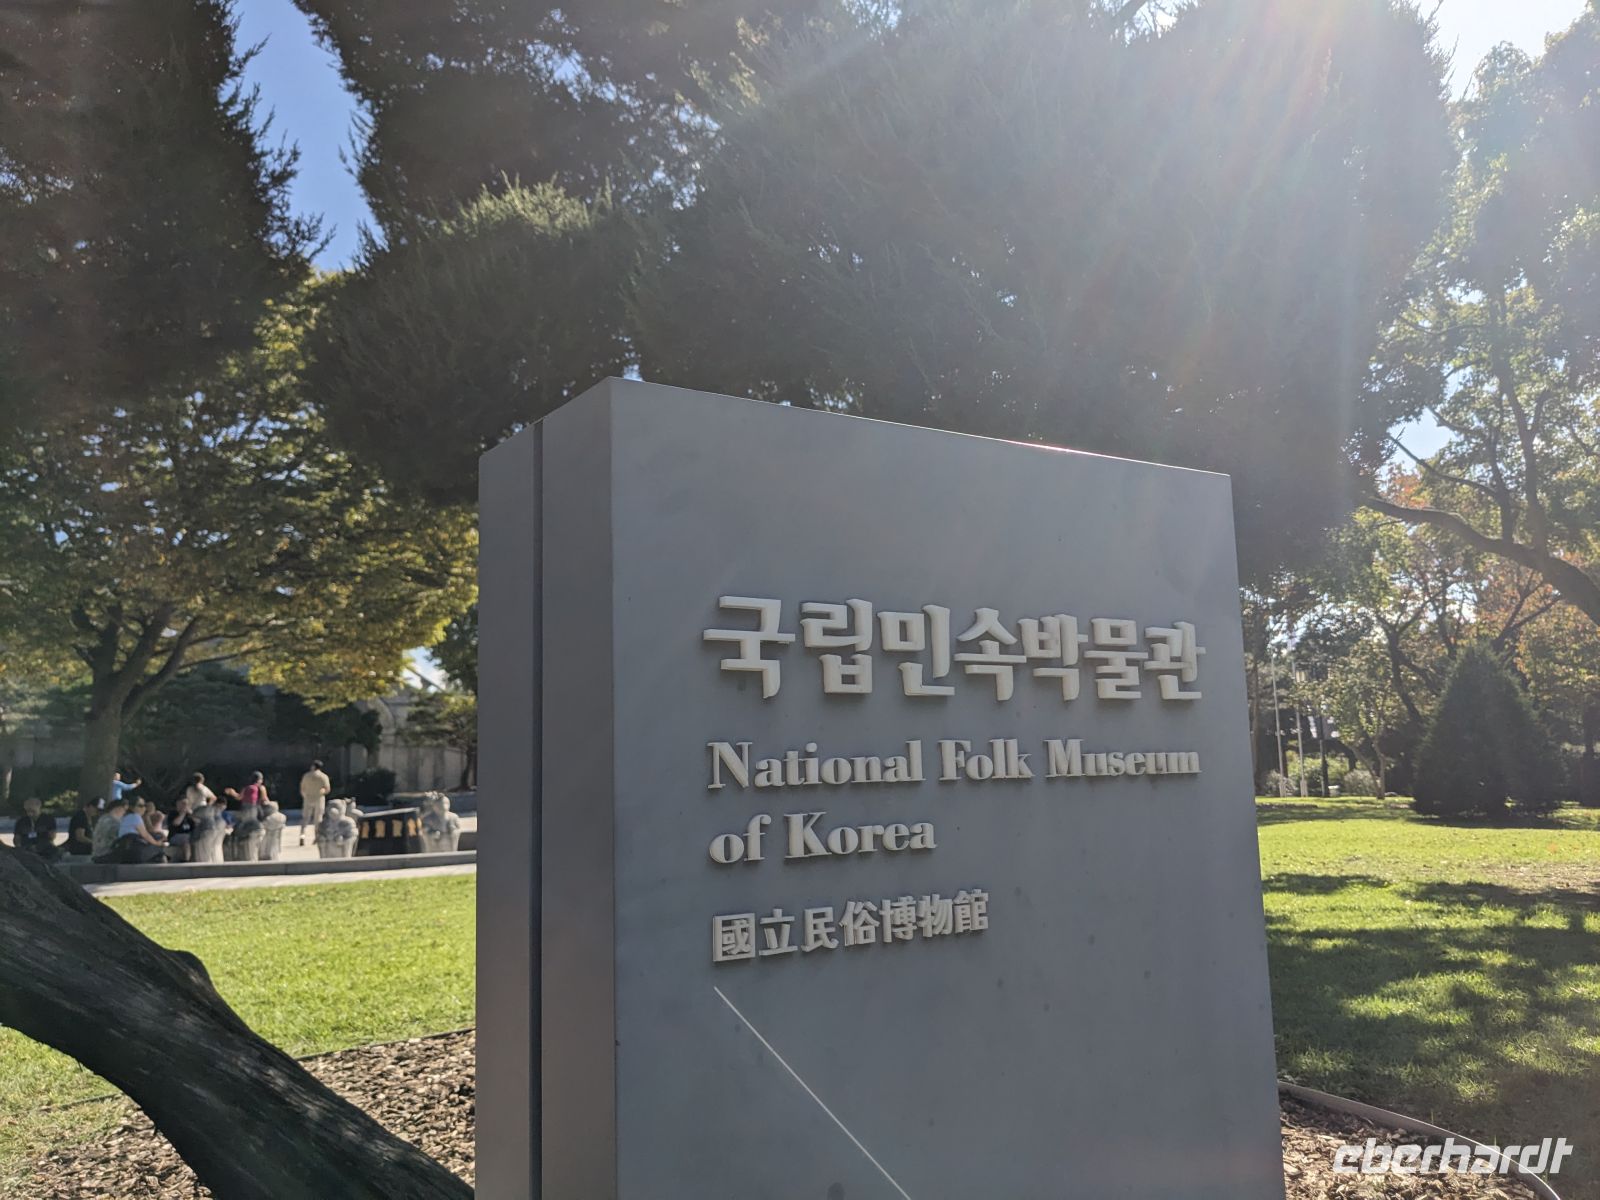 국립민속박물관
National Folk Museum
of Korea
國立民俗博物館
eberhardt